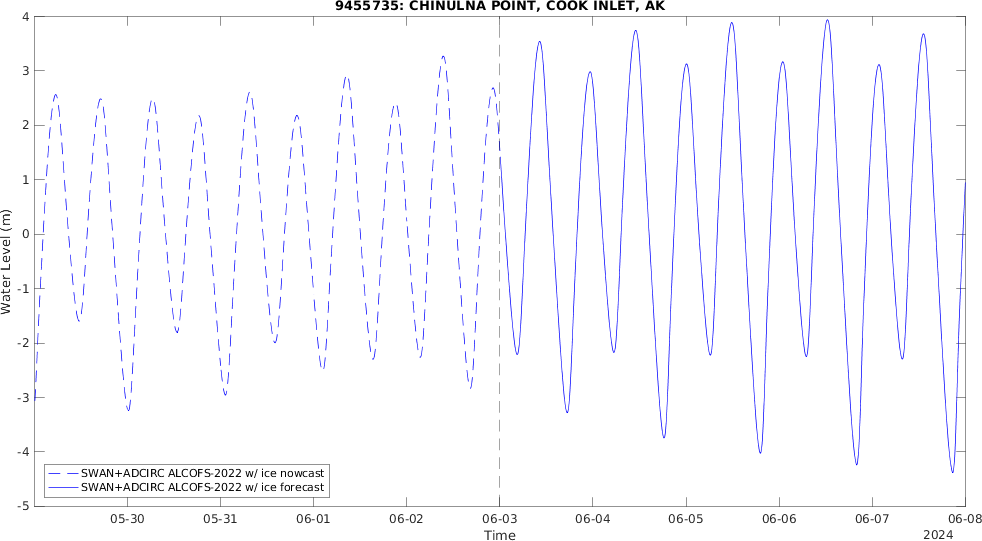 9455735: CHINULNA POINT, COOK INLET, AK
4
3
2
1
0
-1
-2
-3
-4
-5
Water Level (m)
SWAN+ADCIRC ALCOFS-2022 w/ ice nowcast
SWAN+ADCIRC ALCOFS-2022 w/ ice forecast
05-30 05-31 06-01 06-02 06-03 06-04 06-05 06-06 06-07 06-08
Time
2024